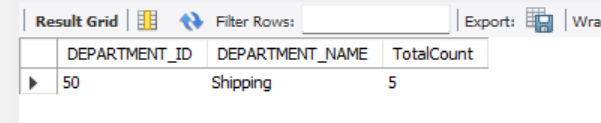 Result Grid Filter Rows: Export: Wra
DEPARTMENT_ID DEPARTMENT_NAME TotalCount
50 Shipping 5